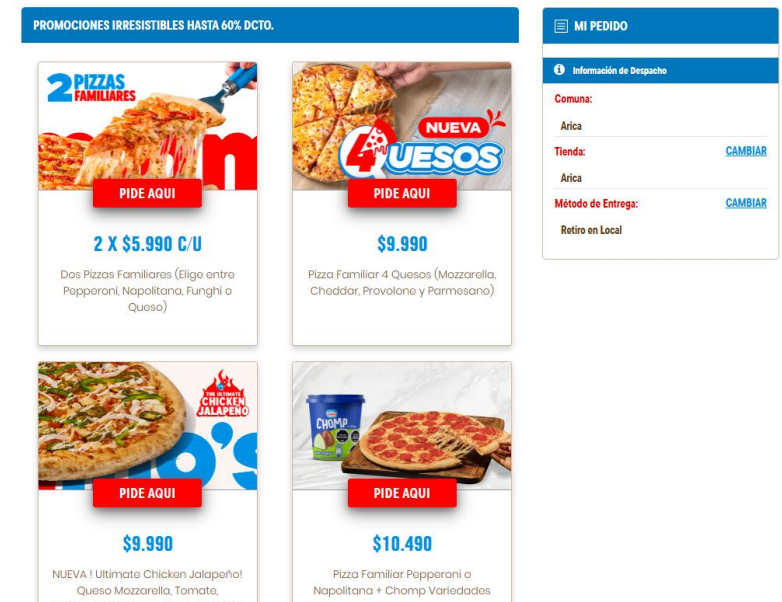 PROMOCIONES IRRESISTIBLES HASTA 60% DCTO.
2 PIZZAS
FAMILIARES
PIDE AQUI
2 X $5.990 C/U
Dos Pizzas Familiares (Elige entre
Pepperoni, Napolitana, Funghi o
Queso)
NUEVA
4QUESOS
PIDE AQUI
$9.990
Pizza Familiar 4 Quesos (Mozzarella,
Cheddar, Provolone y Parmesano)
THE ULTIMATE
CHICKEN
JALAPEÑO
PIDE AQUI
$9.990
NUEVA ! Ultimate Chicken Jalapeño!
Queso Mozzarella, Tomate,
CHOMP
PIDE AQUI
$10.490
Pizza Familiar Pepperoni o
Napolitana + Chomp Variedades
MI PEDIDO
Información de Despacho
Comuna:
Arica
Tienda:
CAMBIAR
Arica
Método de Entrega:
CAMBIAR
Retiro en Local